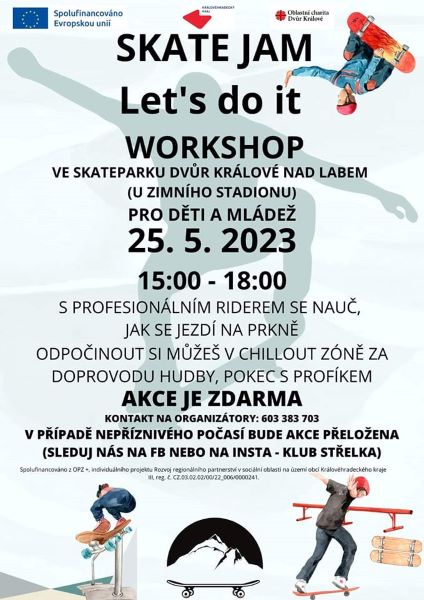 Spolufinancováno
Evropskou unií
KRÁLOVÉHRADECKÝ
KRAJ
Oblastní charita
Dvůr Králové
SKATE JAM
Let's do it
WORKSHOP
VE SKATEPARKU DVŮR KRÁLOVÉ NAD LABEM
(U ZIMNÍHO STADIONU)
PRO DĚTI A MLÁDEŽ
25. 5. 2023
15:00 - 18:00
S PROFESIONÁLNÍM RIDEREM SE NAUČ,
JAK SE JEZDÍ NA PRKNĚ
ODPOČINOUT SI MŮŽEŠ V CHILLOUT ZÓNĚ ZA
DOPROVODU HUDBY, POKEC S PROFÍKEM
AKCE JE ZDARMA
KONTAKT NA ORGANIZÁTORY: 603 383 703
V PŘÍPADĚ NEPŘÍZNIVÉHO POČASÍ BUDE AKCE PŘELOŽENA
(SLEDUJ NÁS NA FB NEBO NA INSTA - KLUB STŘELKA)
Spolufinancováno z OPZ +, individuálního projektu Rozvoj regionálního partnerství v sociální oblasti na území obcí Královéhradeckého kraje
III, reg. č. CZ.03.02.02/00/22_006/0000241.